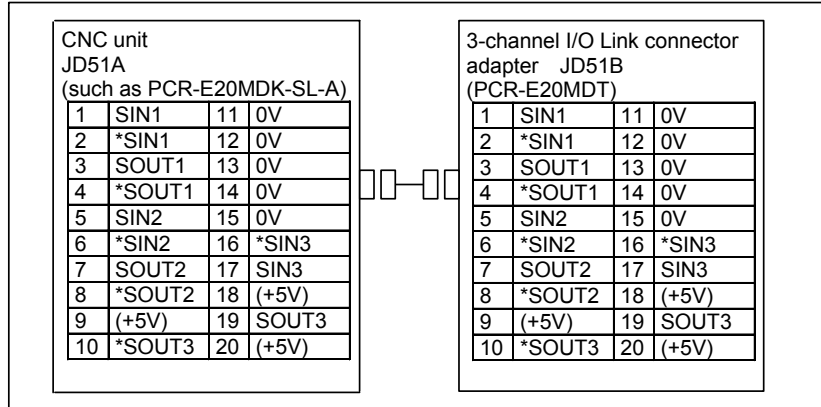 CNC unit
JD51A
(such as PCR-E20MDK-SL-A)
1 SIN1 11 0V
2 *SIN1 12 0V
3 SOUT1 13 0V
4 *SOUT1 14 0V
5 SIN2 15 0V
6 *SIN2 16 *SIN3
7 SOUT2 17 SIN3
8 *SOUT2 18 (+5V)
9 (+5V) 19 SOUT3
10 *SOUT3 20 (+5V)
3-channel I/O Link connector
adapter JD51B
(PCR-E20MDT)
1 SIN1 11 0V
2 *SIN1 12 0V
3 SOUT1 13 0V
4 *SOUT1 14 0V
5 SIN2 15 0V
6 *SIN2 16 *SIN3
7 SOUT2 17 SIN3
8 *SOUT2 18 (+5V)
9 (+5V) 19 SOUT3
10 *SOUT3 20 (+5V)